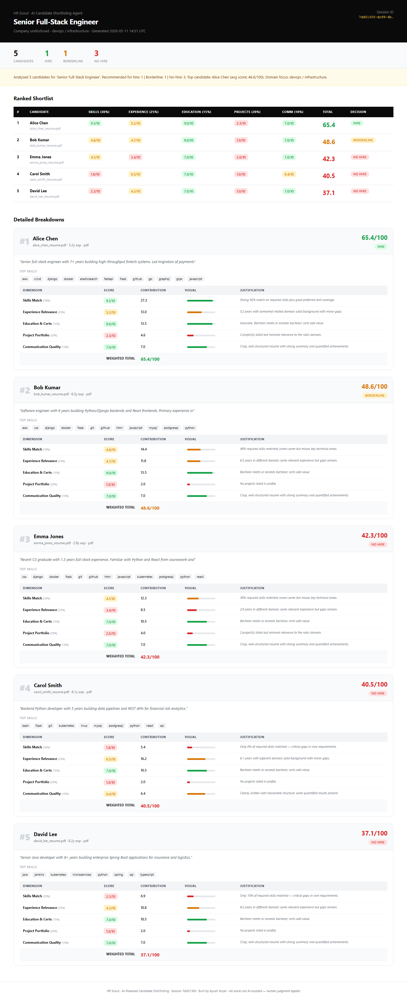 HR Scout · AI Candidate Shortlisting Agent
Session ID
Senior Full-Stack Engineer
7dd51300-dc99-4b…
Company undisclosed · devops / infrastructure · Generated 2026-05-11 14:51 UTC
5 1 1 3
CANDIDATES HIRE BORDERLINE NO HIRE
Analyzed 5 candidates for 'Senior Full-Stack Engineer'. Recommended for hire: 1 | Borderline: 1 | No-hire: 3. Top candidate: Alice Chen (avg score: 46.8/100). Domain focus: devops / infrastructure.
Ranked Shortlist
# CANDIDATE SKILLS (30%) EXPERIENCE (25%) EDUCATION (15%) PROJECTS (20%) COMM (10%) TOTAL DECISION
1 Alice Chen 9.1/10 5.2/10 9.0/10 2.3/10 7.0/10 65.4 HIRE
alice_chen_resume.pdf
2 Bob Kumar 4.8/10 4.7/10 9.0/10 1.0/10 7.0/10 48.6 BORDERLINE
bob_kumar_resume.pdf
3 Emma Jones 4.1/10 3.4/10 7.0/10 2.0/10 7.0/10 42.3 NO HIRE
emma_jones_resume.pdf
4 Carol Smith 1.8/10 6.5/10 7.0/10 1.0/10 6.4/10 40.5 NO HIRE
carol_smith_resume.pdf
5 David Lee 2.3/10 4.3/10 7.0/10 1.0/10 7.0/10 37.1 NO HIRE
david_lee_resume.pdf
Detailed Breakdowns
#1 Alice Chen 65.4/100
alice_chen_resume.pdf · 5.2y exp · pdf HIRE
"Senior full-stack engineer with 7+ years building high-throughput fintech systems. Led migration of payments"
TOP SKILLS
aws ci/cd django docker elasticsearch fastapi flask github go graphql grpc javascript
DIMENSION SCORE CONTRIBUTION VISUAL JUSTIFICATION
Skills Match (30%) 9.1/10 27.3 Strong 92% match on required skills plus good preferred skill coverage.
Experience Relevance (25%) 5.2/10 13.0 5.2 years with somewhat related domain; solid background with minor gaps.
Education & Certs (15%) 9.0/10 13.5 Associate, Bachelor meets or exceeds bachelor; certs add value.
Project Portfolio (20%) 2.3/10 4.6 2 project(s) listed but minimal relevance to the role's domain.
Communication Quality (10%) 7.0/10 7.0 Crisp, well-structured resume with strong summary and quantified achievements.
WEIGHTED TOTAL 65.4/100
#2 Bob Kumar 48.6/100
bob_kumar_resume.pdf · 6.3y exp · pdf BORDERLINE
"Software engineer with 6 years building Python/Django backends and React frontends. Primary experience in"
TOP SKILLS
aws css django docker flask git github html javascript mysql postgresql python
DIMENSION SCORE CONTRIBUTION VISUAL JUSTIFICATION
Skills Match (30%) 4.8/10 14.4 49% required skills matched; covers some but misses key technical areas.
Experience Relevance (25%) 4.7/10 11.8 6.3 years in different domain; some relevant experience but gaps remain.
Education & Certs (15%) 9.0/10 13.5 Bachelor meets or exceeds bachelor; certs add value.
Project Portfolio (20%) 1.0/10 2.0 No projects listed in profile.
Communication Quality (10%) 7.0/10 7.0 Crisp, well-structured resume with strong summary and quantified achievements.
WEIGHTED TOTAL 48.6/100
#3 Emma Jones 42.3/100
emma_jones_resume.pdf · 2.9y exp · pdf NO HIRE
"Recent CS graduate with 1.5 years full-stack experience. Familiar with Python and React from coursework and"
TOP SKILLS
css django docker flask git github html javascript kubernetes postgresql python react
DIMENSION SCORE CONTRIBUTION VISUAL JUSTIFICATION
Skills Match (30%) 4.1/10 12.3 39% required skills matched; covers some but misses key technical areas.
Experience Relevance (25%) 3.4/10 8.5 2.9 years in different domain; some relevant experience but gaps remain.
Education & Certs (15%) 7.0/10 10.5 Bachelor meets or exceeds bachelor; certs add value.
Project Portfolio (20%) 2.0/10 4.0 2 project(s) listed but minimal relevance to the role's domain.
Communication Quality (10%) 7.0/10 7.0 Crisp, well-structured resume with strong summary and quantified achievements.
WEIGHTED TOTAL 42.3/100
#4 Carol Smith 40.5/100
carol_smith_resume.pdf · 6.1y exp · pdf NO HIRE
"Backend Python developer with 5 years building data pipelines and REST APIs for financial risk analytics."
TOP SKILLS
bash flask git kubernetes linux mysql postgresql python react sql
DIMENSION SCORE CONTRIBUTION VISUAL JUSTIFICATION
Skills Match (30%) 1.8/10 5.4 Only 6% of required skills matched — critical gaps in core requirements.
Experience Relevance (25%) 6.5/10 16.2 6.1 years with adjacent domain; solid background with minor gaps.
Education & Certs (15%) 7.0/10 10.5 Bachelor meets or exceeds bachelor; certs add value.
Project Portfolio (20%) 1.0/10 2.0 No projects listed in profile.
Communication Quality (10%) 6.4/10 6.4 Clearly written with reasonable structure; some quantified results present.
WEIGHTED TOTAL 40.5/100
#5 David Lee 37.1/100
david_lee_resume.pdf · 8.2y exp · pdf NO HIRE
"Senior Java developer with 8+ years building enterprise Spring Boot applications for insurance and logistics."
TOP SKILLS
java jenkins kubernetes microservices python spring sql typescript
DIMENSION SCORE CONTRIBUTION VISUAL JUSTIFICATION
Skills Match (30%) 2.3/10 6.9 Only 10% of required skills matched — critical gaps in core requirements.
Experience Relevance (25%) 4.3/10 10.8 8.2 years in different domain; some relevant experience but gaps remain.
Education & Certs (15%) 7.0/10 10.5 Bachelor meets or exceeds bachelor; certs add value.
Project Portfolio (20%) 1.0/10 2.0 No projects listed in profile.
Communication Quality (10%) 7.0/10 7.0 Crisp, well-structured resume with strong summary and quantified achievements.
WEIGHTED TOTAL 37.1/100
HR Scout · AI-Powered Candidate Shortlisting · Session 7dd51300 · Built by Ayush Aryan · All scores are AI-assisted — human judgment applies